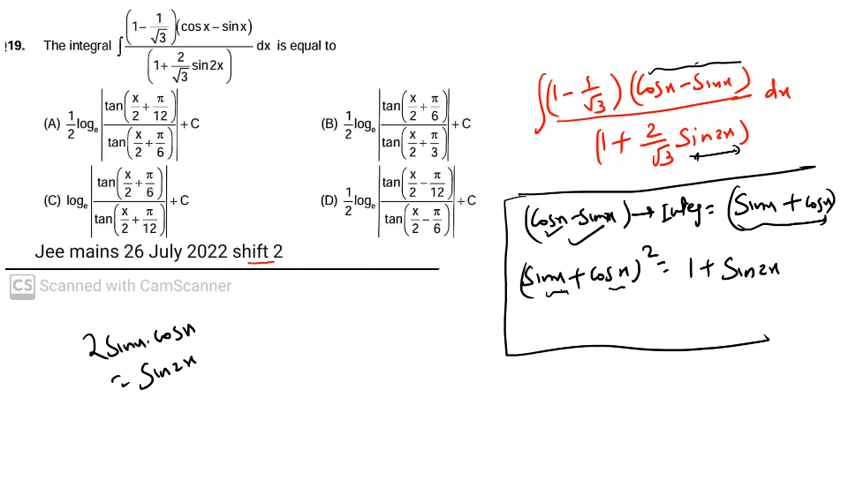 219. The integral ∫ (1 − 1/√3)(cos x − sin x) / (1 + 2/√3 sin 2x) dx is equal to
(A) 1/2 logₑ |tan(x/2 + π/12) / tan(x/2 + π/6)| + C
(B) 1/2 logₑ |tan(x/2 + π/6) / tan(x/2 + π/3)| + C
(C) logₑ |tan(x/2 + π/6) / tan(x/2 + π/12)| + C
(D) 1/2 logₑ |tan(x/2 − π/12) / tan(x/2 − π/6)| + C
Jee mains 26 July 2022 shift 2
CS Scanned with CamScanner
2 sinx.cosx
= sin2x
∫ (1 − 1/√3)(cosx − sinx) dx
(1 + 2/√3 sin2x)
(cosx − sinx) → Integ = (sinx + cosx)
(sinx + cosx)² = 1 + sin2x